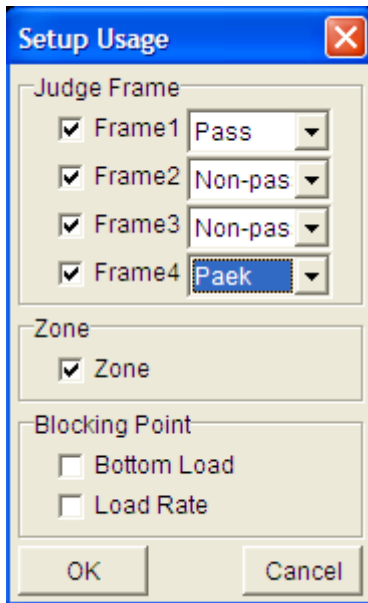 Setup Usage
Judge Frame
Frame1 Pass
Frame2 Non-pas
Frame3 Non-pas
Frame4 Paek
Zone
Zone
Blocking Point
Bottom Load
Load Rate
OK Cancel